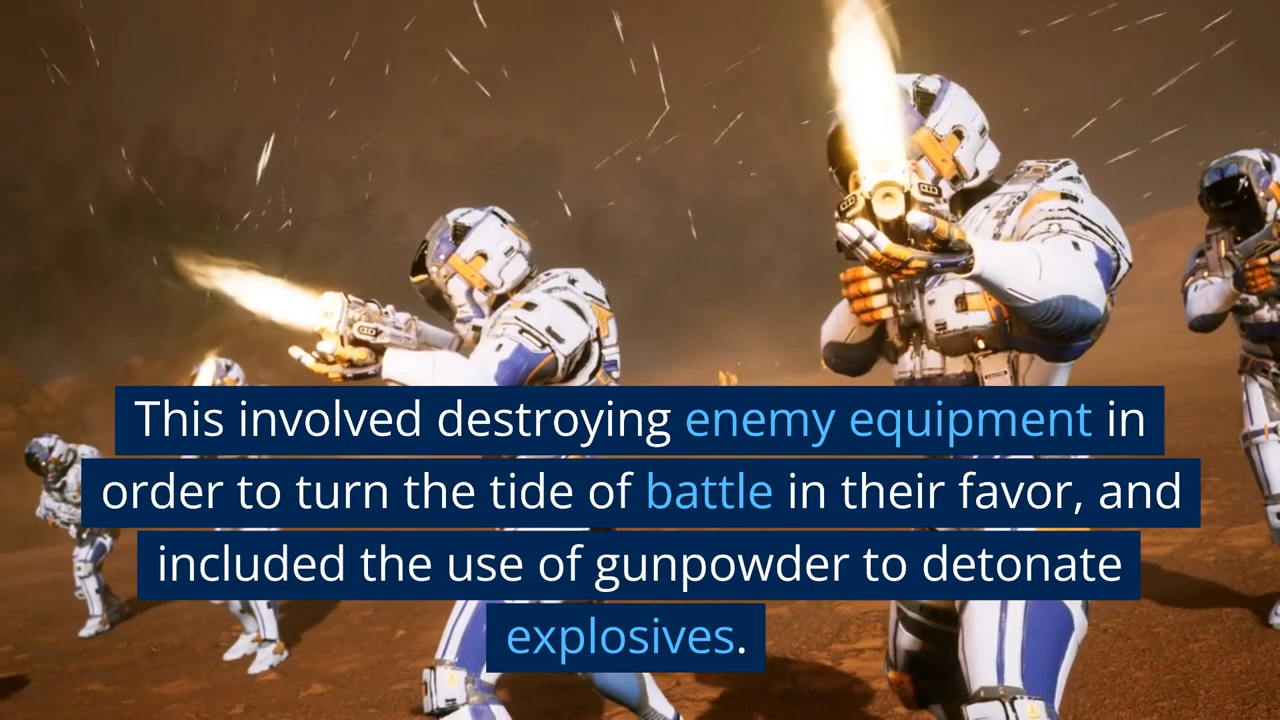 This involved destroying enemy equipment in
order to turn the tide of battle in their favor, and
included the use of gunpowder to detonate
explosives.